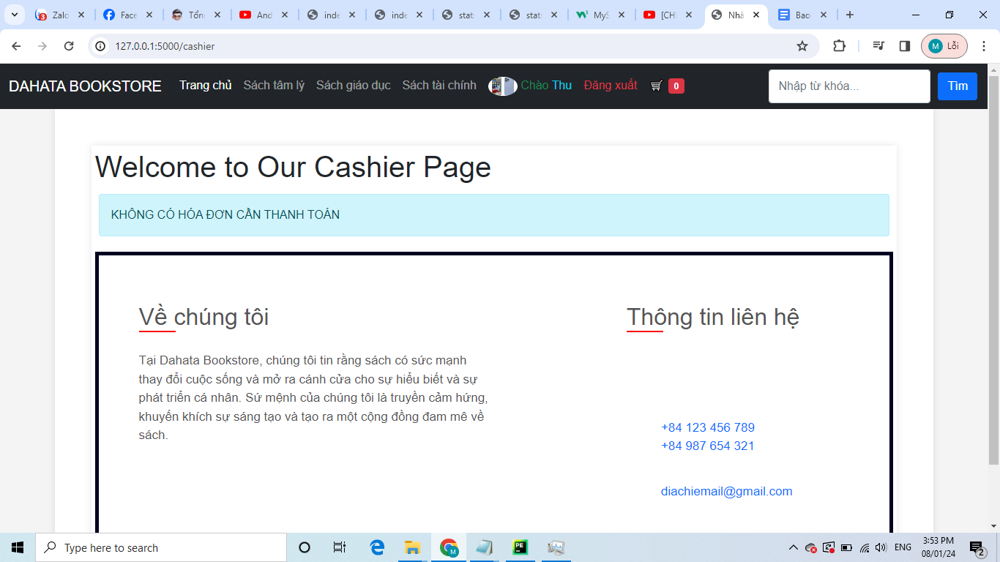 Zalo
Face
Tổn
And
inde
inde
stat
stat
MyS
[CH
Nhà
Bao
127.0.0.1:5000/cashier
M Lỗi
DAHATA BOOKSTORE Trang chủ Sách tâm lý Sách giáo dục Sách tài chính Chào Thu Đăng xuất 0 Nhập từ khóa... Tìm
Welcome to Our Cashier Page
KHÔNG CÓ HÓA ĐƠN CẦN THANH TOÁN
Về chúng tôi
Tại Dahata Bookstore, chúng tôi tin rằng sách có sức mạnh
thay đổi cuộc sống và mở ra cánh cửa cho sự hiểu biết và sự
phát triển cá nhân. Sứ mệnh của chúng tôi là truyền cảm hứng,
khuyến khích sự sáng tạo và tạo ra một cộng đồng đam mê về
sách.
Thông tin liên hệ
+84 123 456 789
+84 987 654 321
diachiemail@gmail.com
Type here to search
ENG
3:53 PM
08/01/24
2